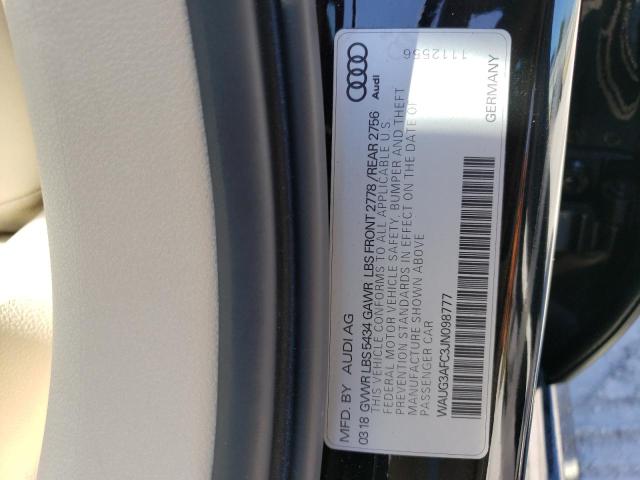 MFD. BY AUDI AG
0318 GVWR LBS 5434 GAWR LBS FRONT 2778/REAR 2756
THIS VEHICLE CONFORMS TO ALL APPLICABLE U S
FEDERAL MOTOR VEHICLE SAFETY, BUMPER AND THEFT
PREVENTION STANDARDS IN EFFECT ON THE DATE OF
MANUFACTURE SHOWN ABOVE
PASSENGER CAR
WAUG3AFC3JN098777
GERMANY
Audi
1112556